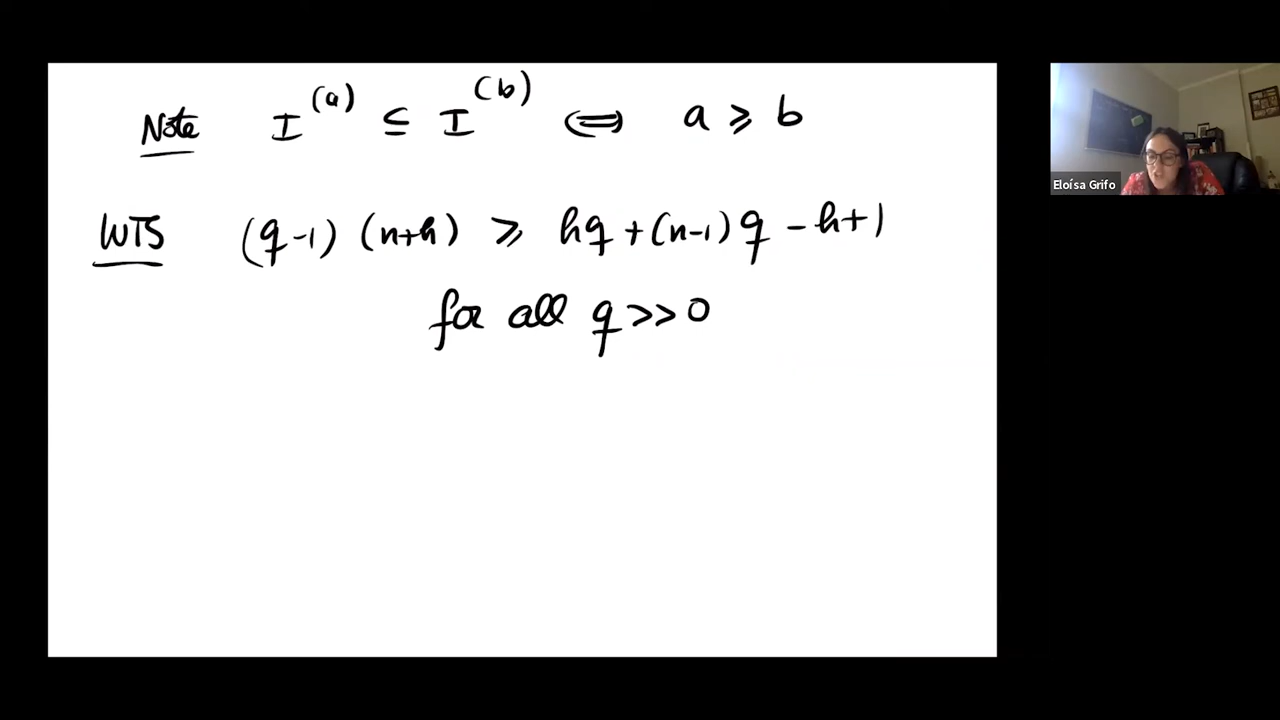 Note I^(a) ⊆ I^(b) ⟺ a ⩾ b
WTS (q-1) (n+h) ⩾ hq + (n-1) q - h+1
for all q >> 0
Eloísa Grifo